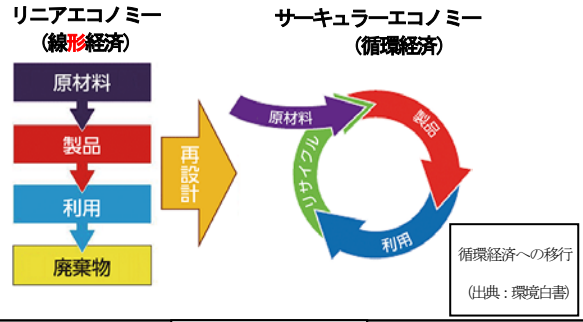 リニアエコノミー
(線形経済)
原材料
製品
利用
廃棄物
再設計
サーキュラーエコノミー
(循環経済)
原材料
製品
利用
リサイクル
循環経済への移行
(出典：環境白書)